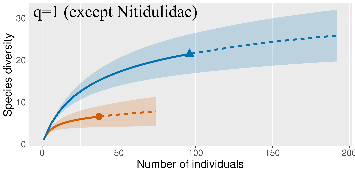 q=1 (except Nitidulidae)
30
20
10
0
Species diversity
0 50 100 150 200
Number of individuals